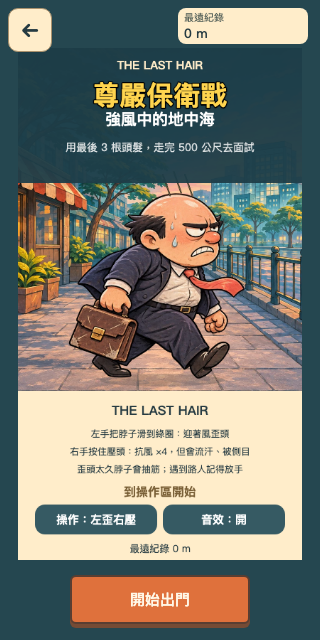 最遠紀錄
0 m
THE LAST HAIR
尊嚴保衛戰
強風中的地中海
用最後 3 根頭髮，走完 500 公尺去面試
THE LAST HAIR
左手把脖子滑到綠圈：迎著風歪頭
右手按住壓頭：抗風 ×4，但會流汗、被側目
歪頭太久脖子會抽筋；遇到路人記得放手
到操作區開始
操作：左歪右壓
音效：開
最遠紀錄 0 m
開始出門